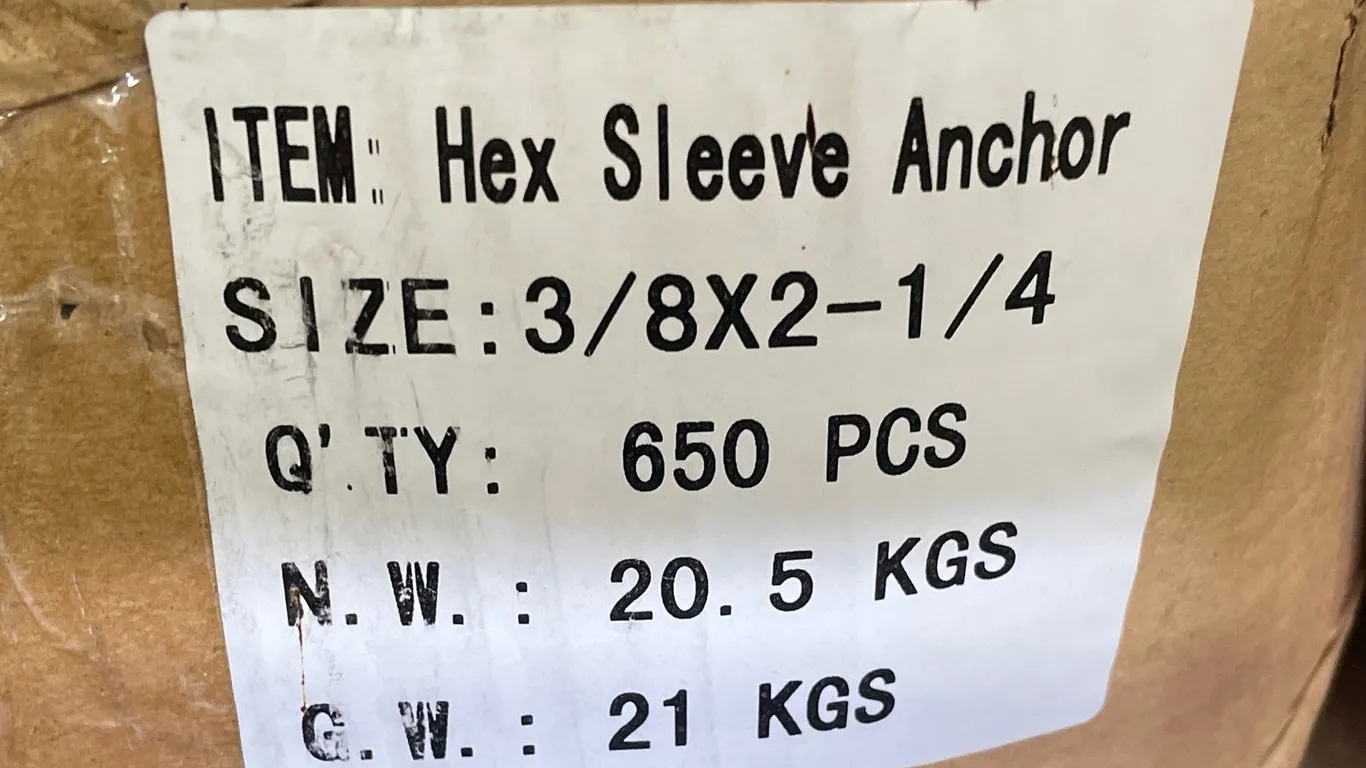 ITEM: Hex Sleeve Anchor
SIZE:3/8X2-1/4
Q'TY: 650 PCS
N.W.: 20.5 KGS
G.W.: 21 KGS